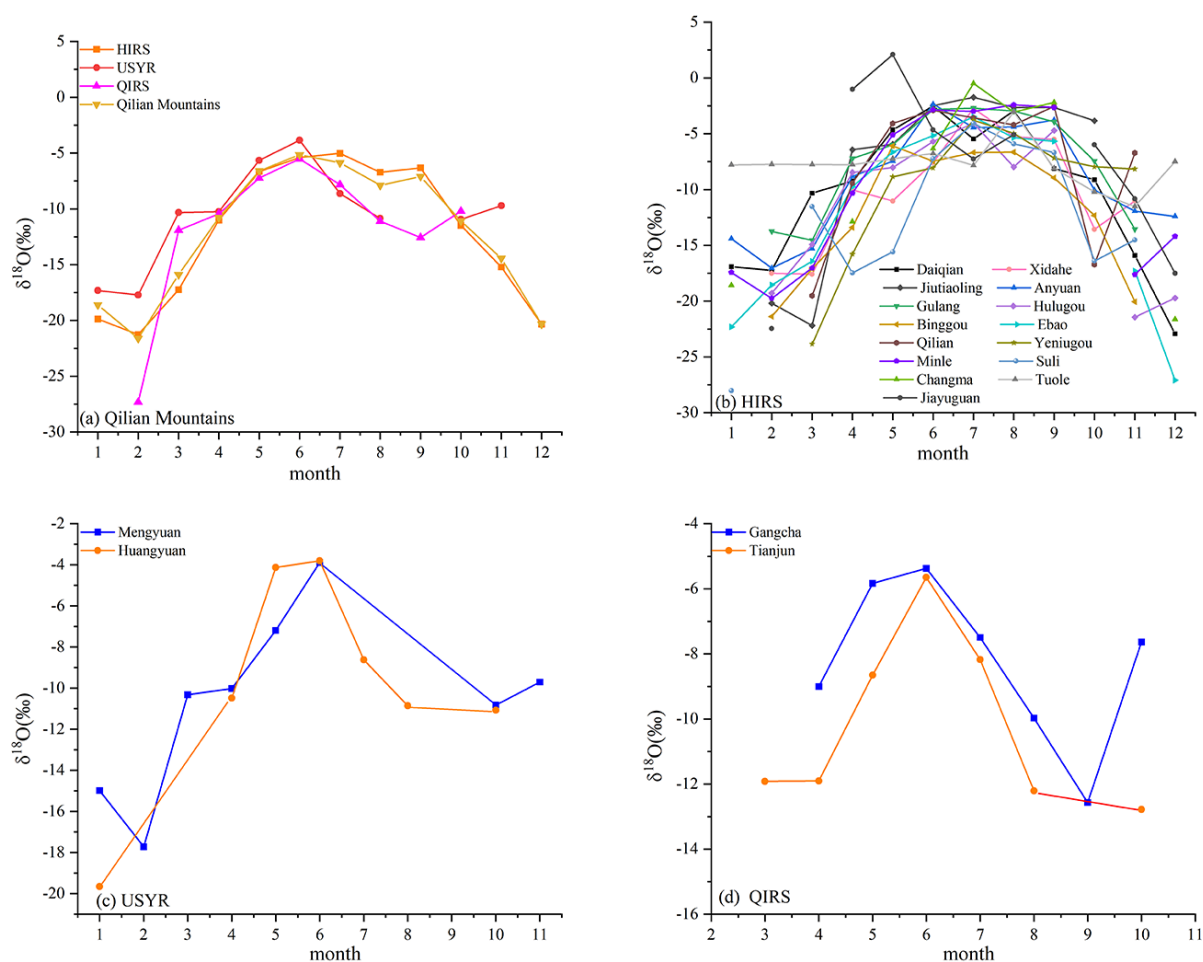 5
0
-5
-10
-15
-20
-25
-30
δ¹⁸O(‰)
HIRS
USYR
QIRS
Qilian Mountains
(a) Qilian Mountains
1 2 3 4 5 6 7 8 9 10 11 12
month
5
0
-5
-10
-15
-20
-25
-30
δ¹⁸O(‰)
Daiqian Xidahe
Jiutiaoling Anyuan
Gulang Hulugou
Binggou Ebao
Qilian Yeniugou
Minle Suli
Changma Tuole
Jiayuguan
(b) HIRS
1 2 3 4 5 6 7 8 9 10 11 12
month
-2
-4
-6
-8
-10
-12
-14
-16
-18
-20
δ¹⁸O(‰)
Mengyuan
Huangyuan
(c) USYR
1 2 3 4 5 6 7 8 9 10 11
month
-4
-6
-8
-10
-12
-14
-16
δ¹⁸O(‰)
Gangcha
Tianjun
(d) QIRS
2 3 4 5 6 7 8 9 10 11
month